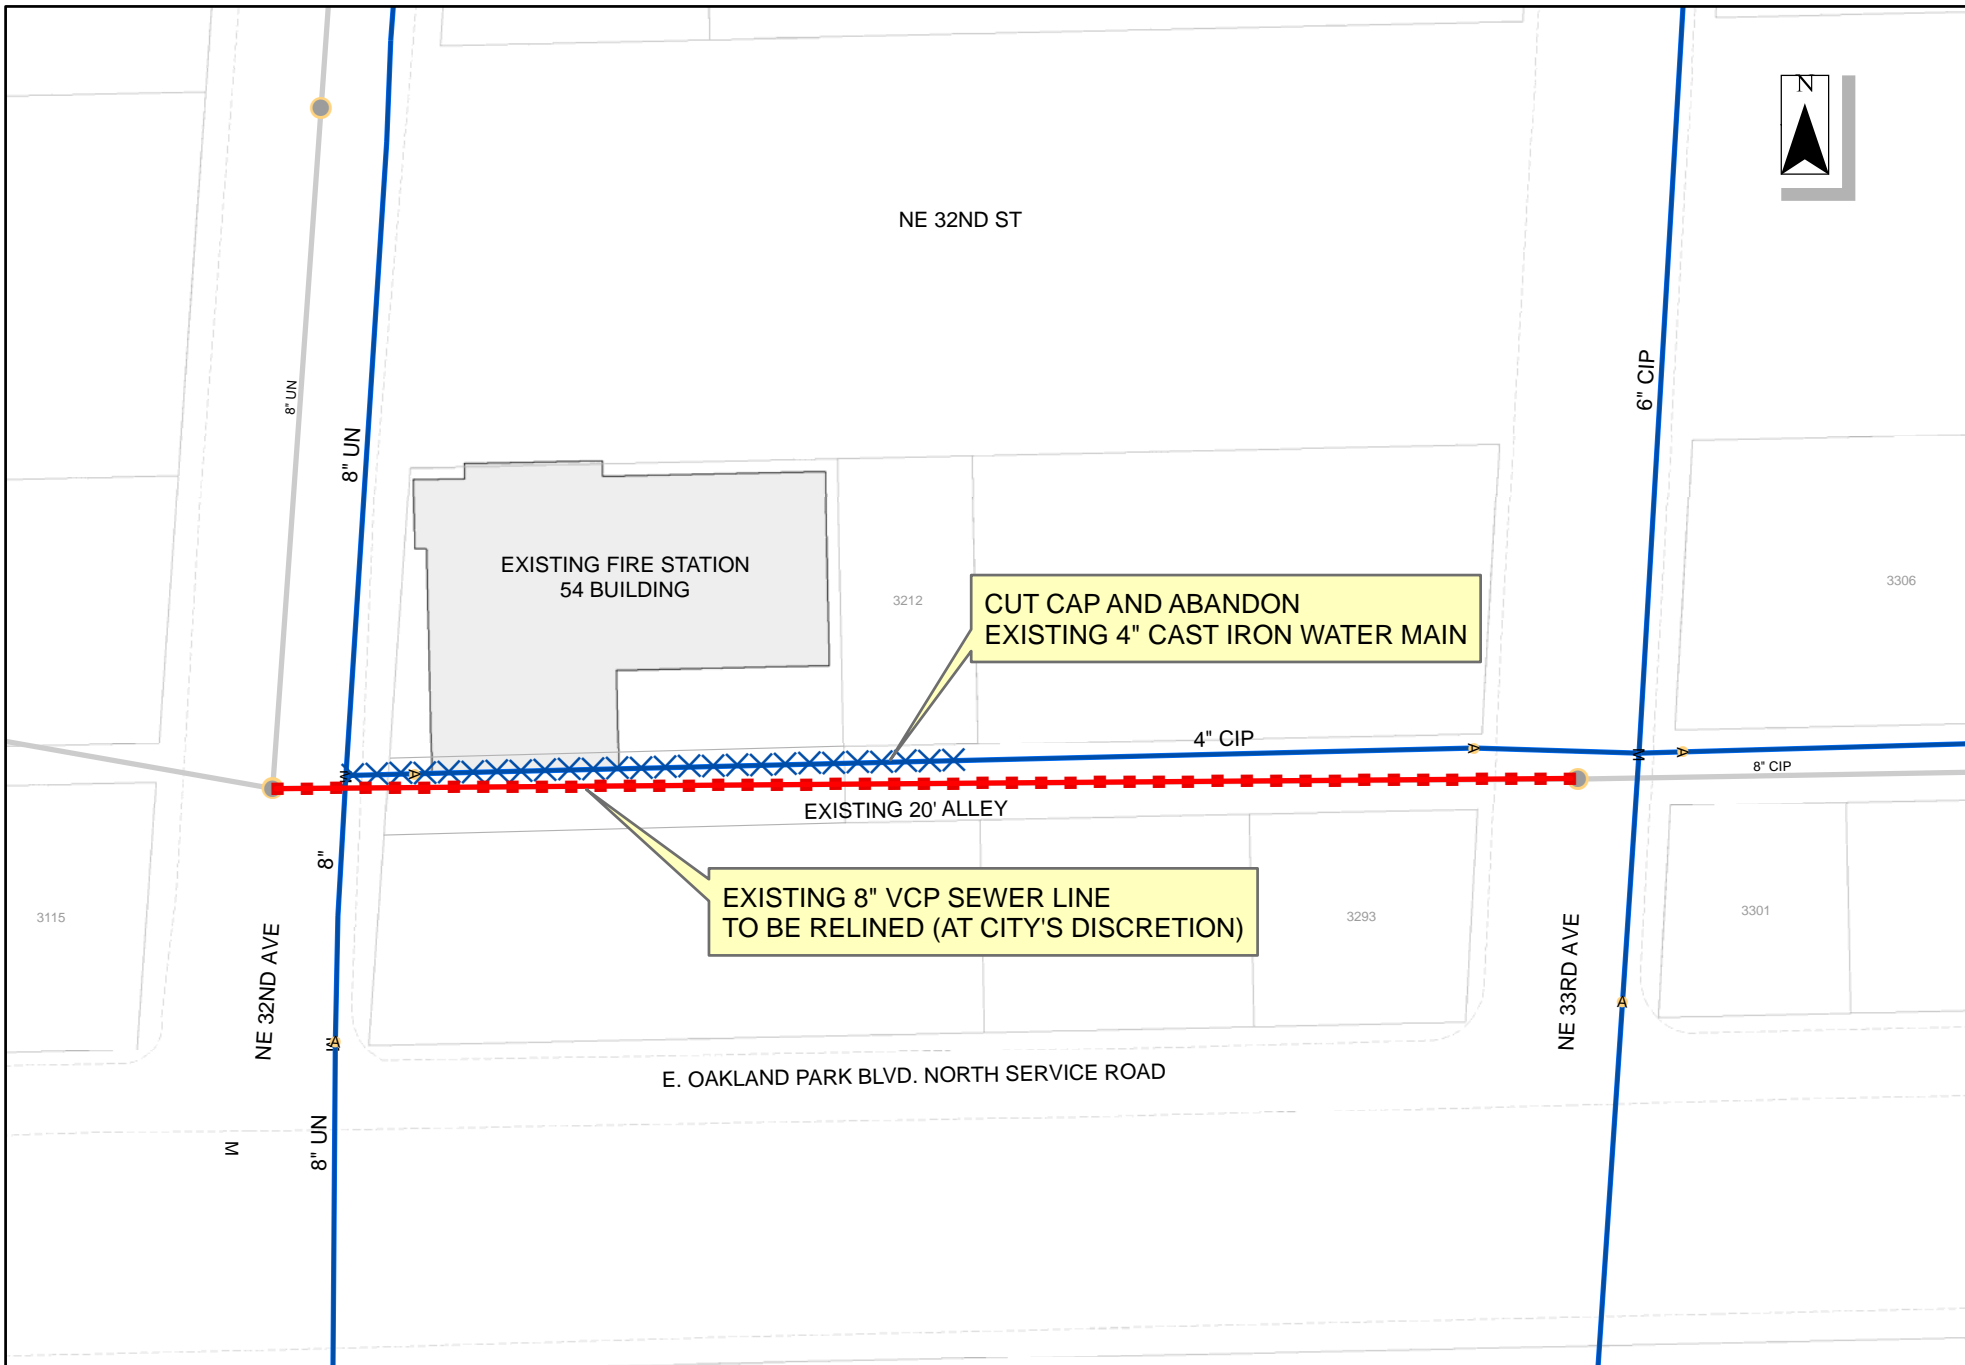 N
NE 32ND ST
8" UN
8" UN
6" CIP
EXISTING FIRE STATION
54 BUILDING
3212
3306
CUT CAP AND ABANDON
EXISTING 4" CAST IRON WATER MAIN
4" CIP
M
A
A
M
A
8" CIP
EXISTING 20' ALLEY
8"
EXISTING 8" VCP SEWER LINE
TO BE RELINED (AT CITY'S DISCRETION)
3115
3293
3301
NE 32ND AVE
NE 33RD AVE
A
M
A
E. OAKLAND PARK BLVD. NORTH SERVICE ROAD
M
8" UN